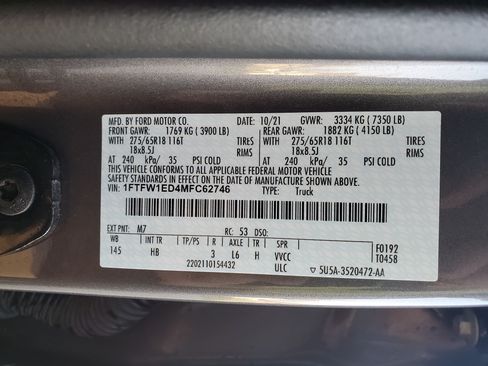 MFD. BY FORD MOTOR CO. 10/21 GVWR: 3334 KG ( 7350 LB)
FRONT GAWR: 1769 KG ( 3900 LB) REAR GAWR: 1882 KG ( 4150 LB)
WITH 275/65R18 116T TIRES WITH 275/65R18 116T TIRES
18x8.5J RIMS 18x8.5J RIMS
AT 240 kPa/ 35 PSI COLD AT 240 kPa/ 35 PSI COLD
THIS VEHICLE CONFORMS TO ALL APPLICABLE FEDERAL MOTOR VEHICLE
SAFETY STANDARDS IN EFFECT ON THE DATE OF MANUFACTURE SHOWN ABOVE.
VIN: 1FTFW1ED4MFC62746 TYPE: Truck
EXT PNT: M7 RC: 53 DSO:
WB INT TR TP/PS R AXLE TR SPR F0192
145 HB 3 L6 H VVCC T0458
2202110154432 ULC ▽ 5U5A-3520472-AA